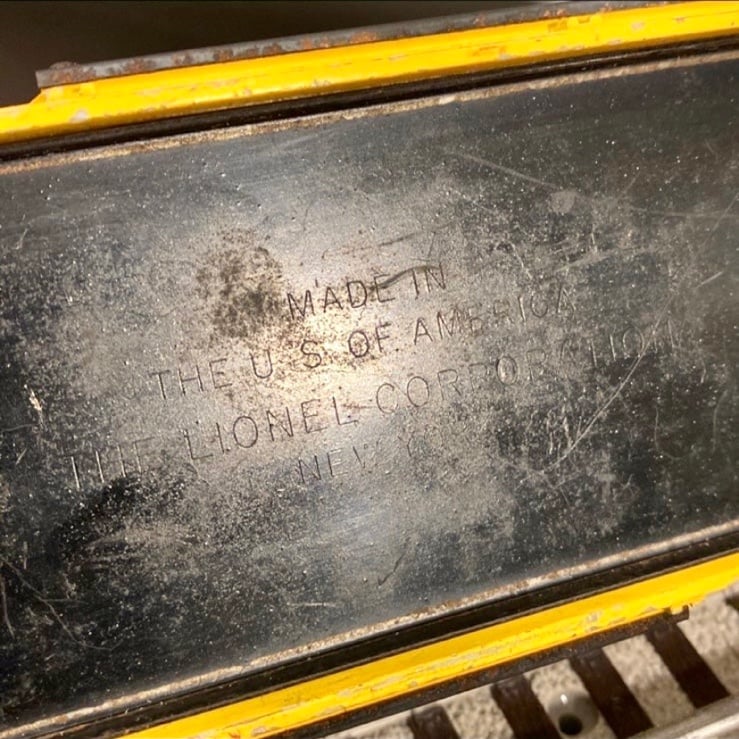 MADE IN
THE U. S. OF AMERICA
THE LIONEL CORPORATION
NEW Y